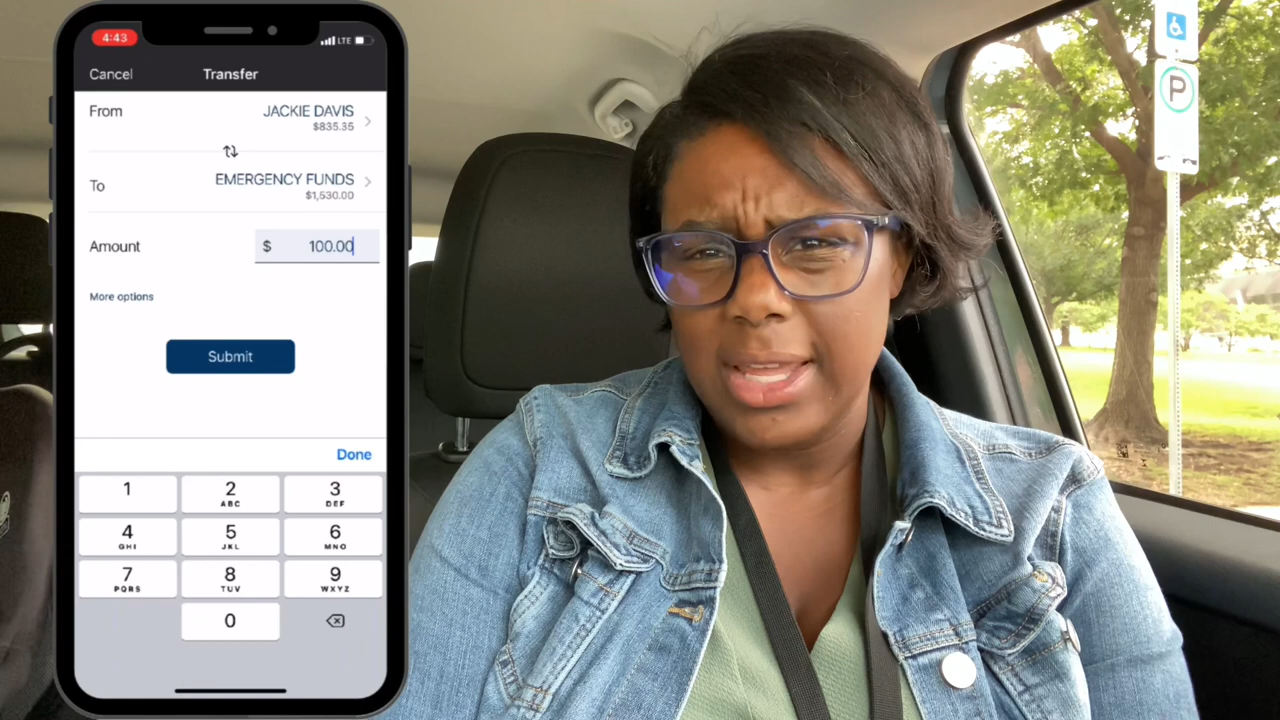 4:43
LTE
Cancel
Transfer
From
JACKIE DAVIS
$835.35
To
EMERGENCY FUNDS
$1,530.00
Amount
$ 100.00
More options
Submit
Done
1
2
ABC
3
DEF
4
GHI
5
JKL
6
MNO
7
PQRS
8
TUV
9
WXYZ
0
P